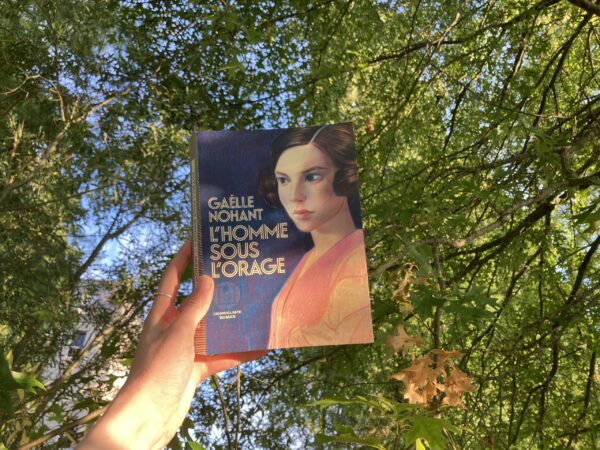 GAËLLE
NOHANT
L'HOMME
SOUS
L'ORAGE
L'ICONOCLASTE
ROMAN